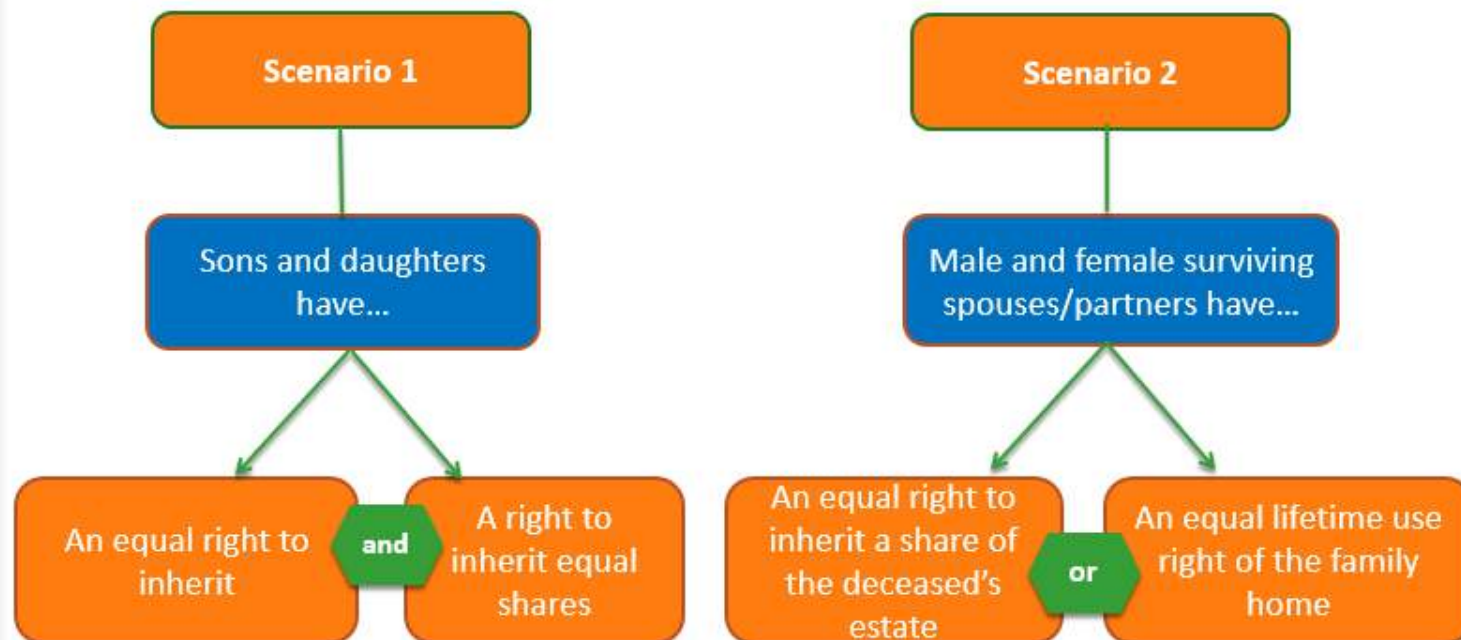 Scenario 1
Sons and daughters
have...
An equal right to
inherit
and
A right to
inherit equal
shares
Scenario 2
Male and female surviving
spouses/partners have...
An equal right to
inherit a share of
the deceased's
estate
or
An equal lifetime use
right of the family
home